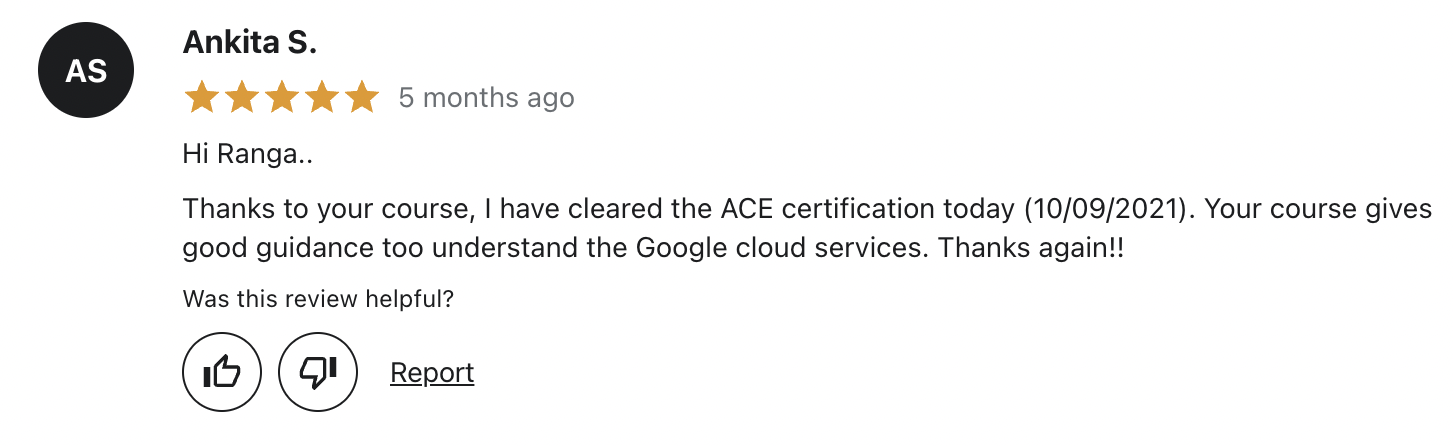 AS
Ankita S.
5 months ago
Hi Ranga..
Thanks to your course, I have cleared the ACE certification today (10/09/2021). Your course gives
good guidance too understand the Google cloud services. Thanks again!!
Was this review helpful?
Report